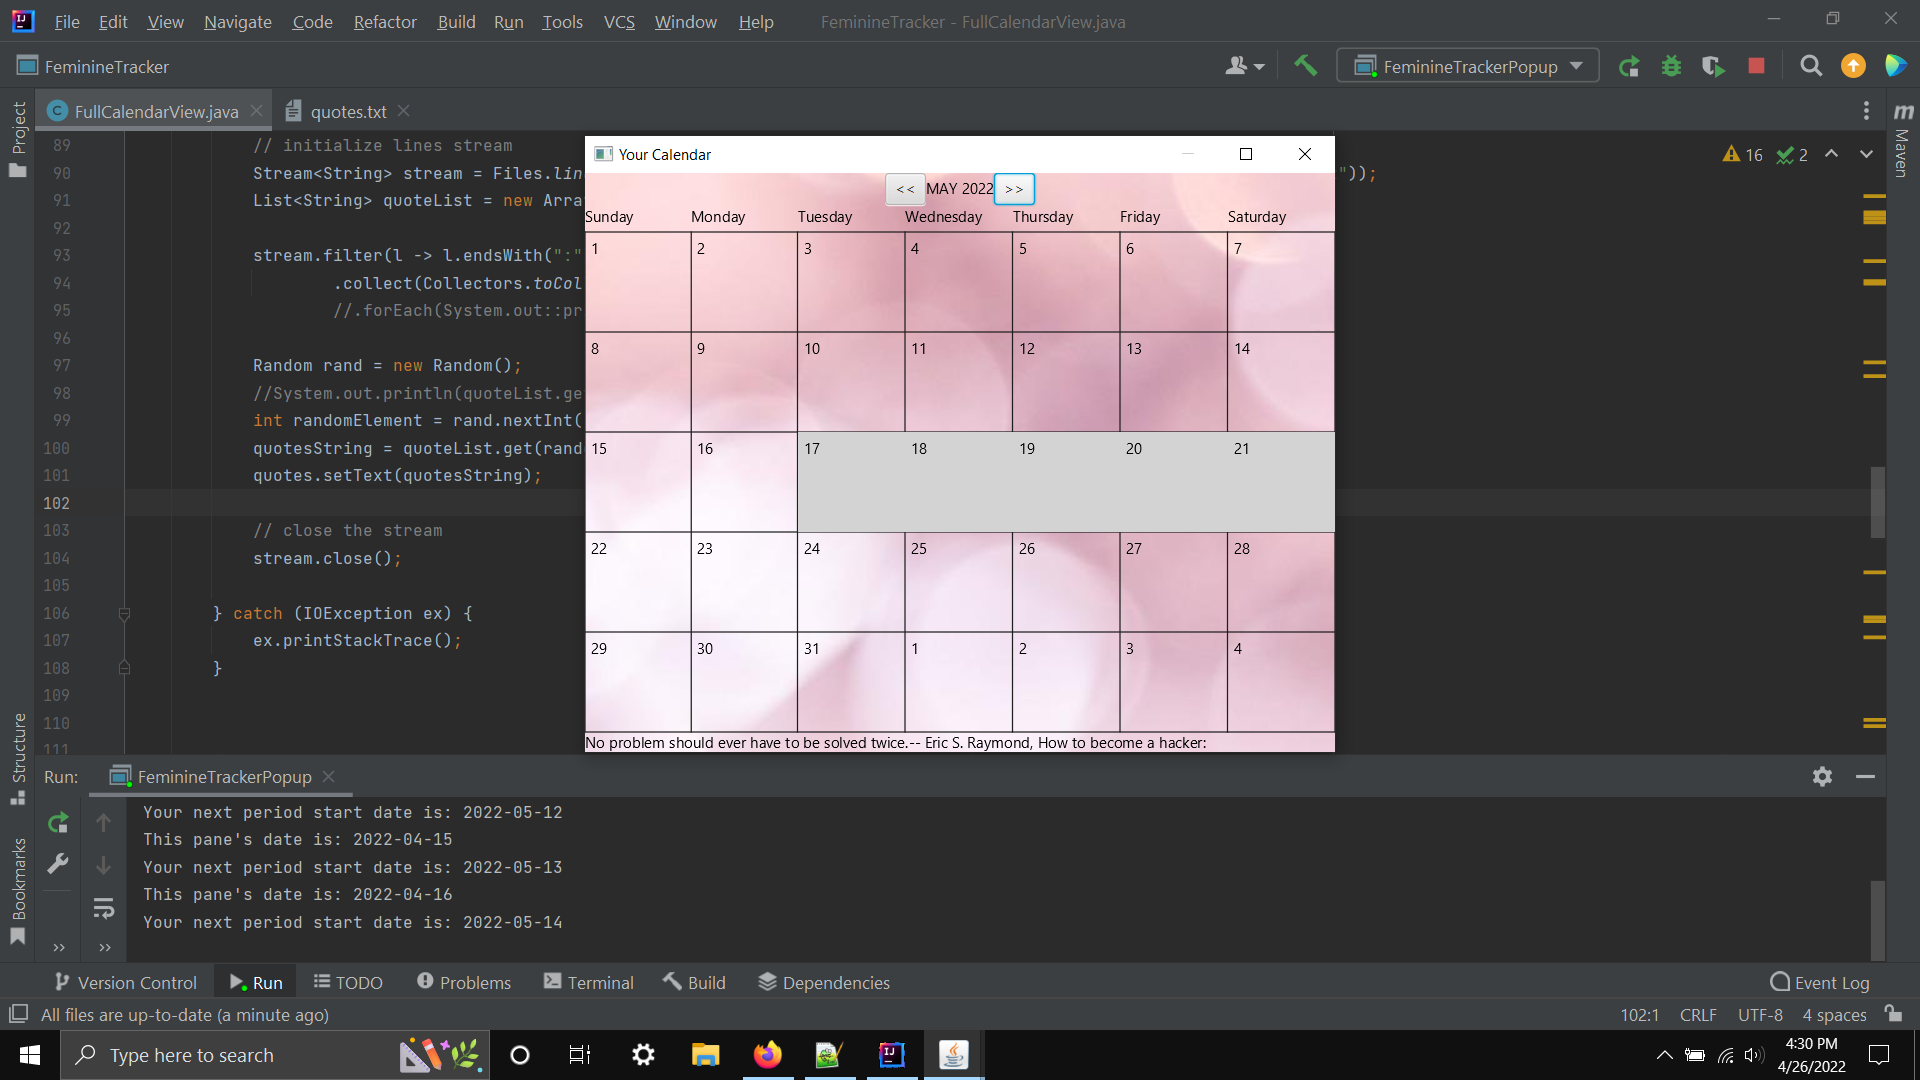 File Edit View Navigate Code Refactor Build Run Tools VCS Window Help FeminineTracker - FullCalendarView.java
FeminineTracker FeminineTrackerPopup
FullCalendarView.java quotes.txt
Project
Maven
16 2
89 // initialize lines stream
90 Stream<String> stream = Files.lin "));
91 List<String> quoteList = new Arra
92
93 stream.filter(l -> l.endsWith(":"
94 .collect(Collectors.toCol
95 //.forEach(System.out::pr
96
97 Random rand = new Random();
98 //System.out.println(quoteList.ge
99 int randomElement = rand.nextInt(
100 quotesString = quoteList.get(rand
101 quotes.setText(quotesString);
102
103 // close the stream
104 stream.close();
105
106 } catch (IOException ex) {
107 ex.printStackTrace();
108 }
109
110
111
Your Calendar
<< MAY 2022 >>
Sunday Monday Tuesday Wednesday Thursday Friday Saturday
1 2 3 4 5 6 7
8 9 10 11 12 13 14
15 16 17 18 19 20 21
22 23 24 25 26 27 28
29 30 31 1 2 3 4
No problem should ever have to be solved twice.-- Eric S. Raymond, How to become a hacker:
Structure
Bookmarks
Run: FeminineTrackerPopup
Your next period start date is: 2022-05-12
This pane's date is: 2022-04-15
Your next period start date is: 2022-05-13
This pane's date is: 2022-04-16
Your next period start date is: 2022-05-14
Version Control Run TODO Problems Terminal Build Dependencies Event Log
All files are up-to-date (a minute ago) 102:1 CRLF UTF-8 4 spaces
Type here to search
4:30 PM
4/26/2022